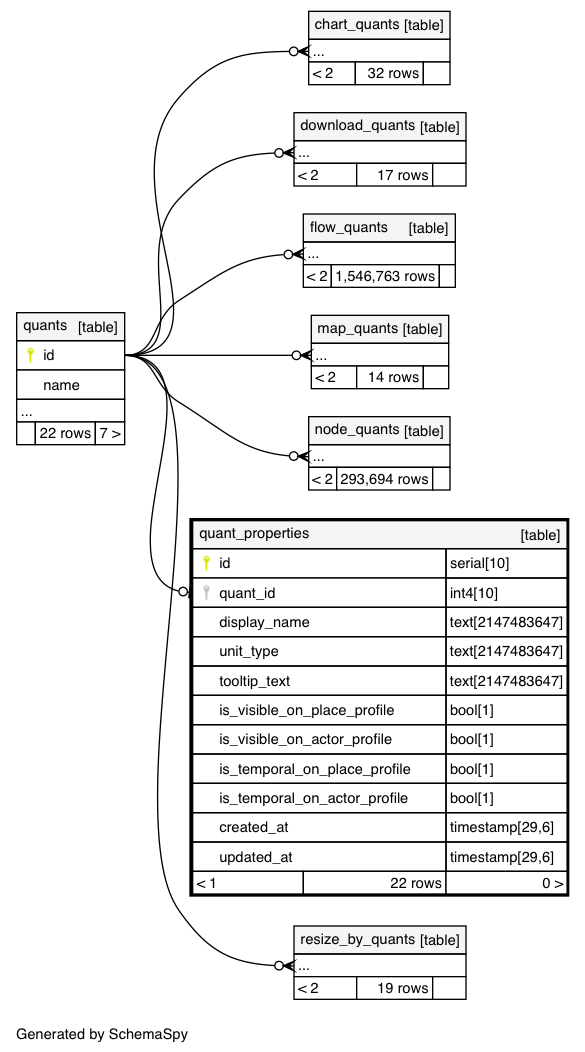 chart_quants [table]
...
< 2 32 rows
download_quants [table]
...
< 2 17 rows
flow_quants [table]
...
< 2 1,546,763 rows
quants [table]
id
name
...
22 rows 7 >
map_quants [table]
...
< 2 14 rows
node_quants [table]
...
< 2 293,694 rows
quant_properties [table]
id serial[10]
quant_id int4[10]
display_name text[2147483647]
unit_type text[2147483647]
tooltip_text text[2147483647]
is_visible_on_place_profile bool[1]
is_visible_on_actor_profile bool[1]
is_temporal_on_place_profile bool[1]
is_temporal_on_actor_profile bool[1]
created_at timestamp[29,6]
updated_at timestamp[29,6]
< 1 22 rows 0 >
resize_by_quants [table]
...
< 2 19 rows
Generated by SchemaSpy